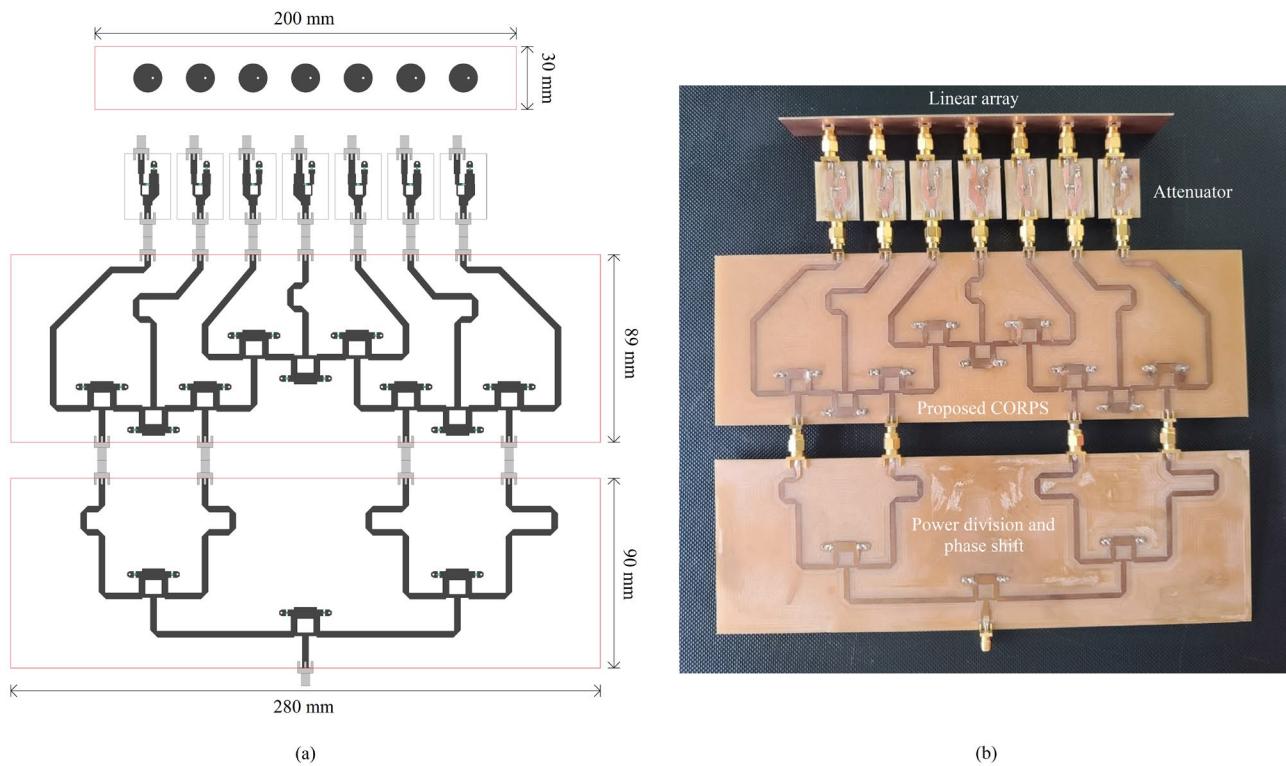 200 mm
30 mm
89 mm
90 mm
280 mm
(a)
Linear array
Attenuator
Proposed CORPS
Power division and
phase shift
(b)